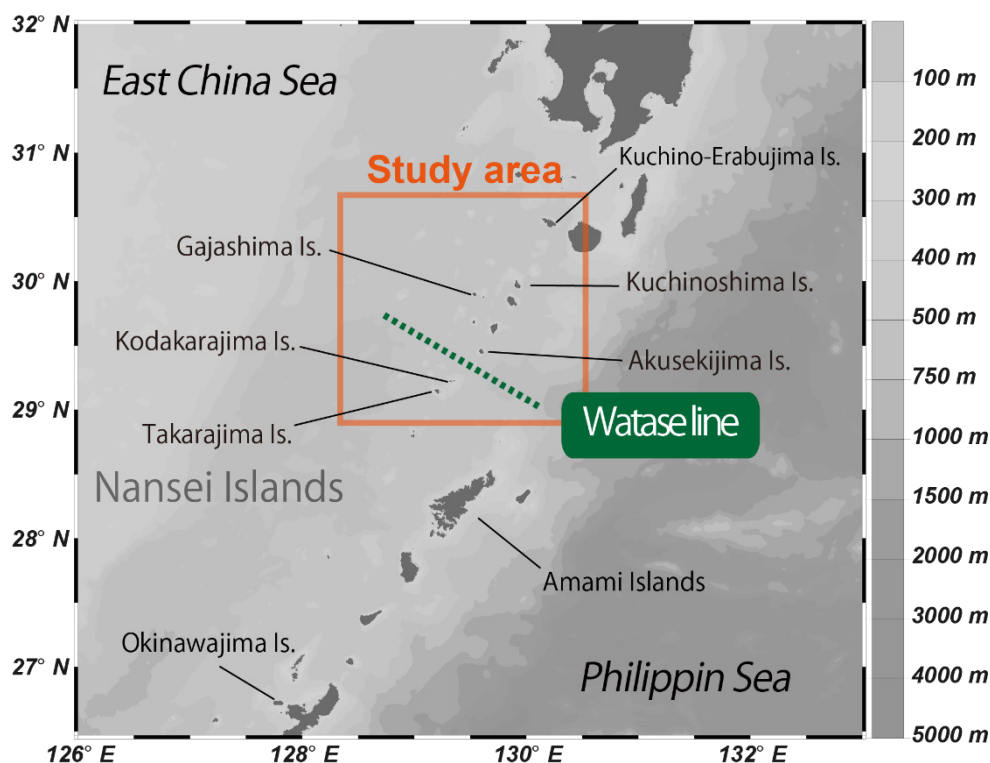 32° N
East China Sea
100 m
200 m
31° N
Kuchino-Erabujima Is.
Study area
300 m
Gajashima Is.
400 m
30° N
Kuchinoshima Is.
500 m
Kodakarajima Is.
Akusekijima Is.
750 m
29° N
Watase line
Takarajima Is.
1000 m
Nansei Islands
1500 m
28° N
2000 m
Amami Islands
3000 m
Okinawajima Is.
27° N
Philippin Sea
4000 m
5000 m
126° E
128° E
130° E
132° E